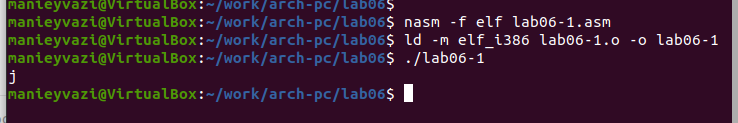 manieyvazi@VirtualBox:~/work/arch-pc/lab06$
manieyvazi@VirtualBox:~/work/arch-pc/lab06$ nasm -f elf lab06-1.asm
manieyvazi@VirtualBox:~/work/arch-pc/lab06$ ld -m elf_i386 lab06-1.o -o lab06-1
manieyvazi@VirtualBox:~/work/arch-pc/lab06$ ./lab06-1
j
manieyvazi@VirtualBox:~/work/arch-pc/lab06$